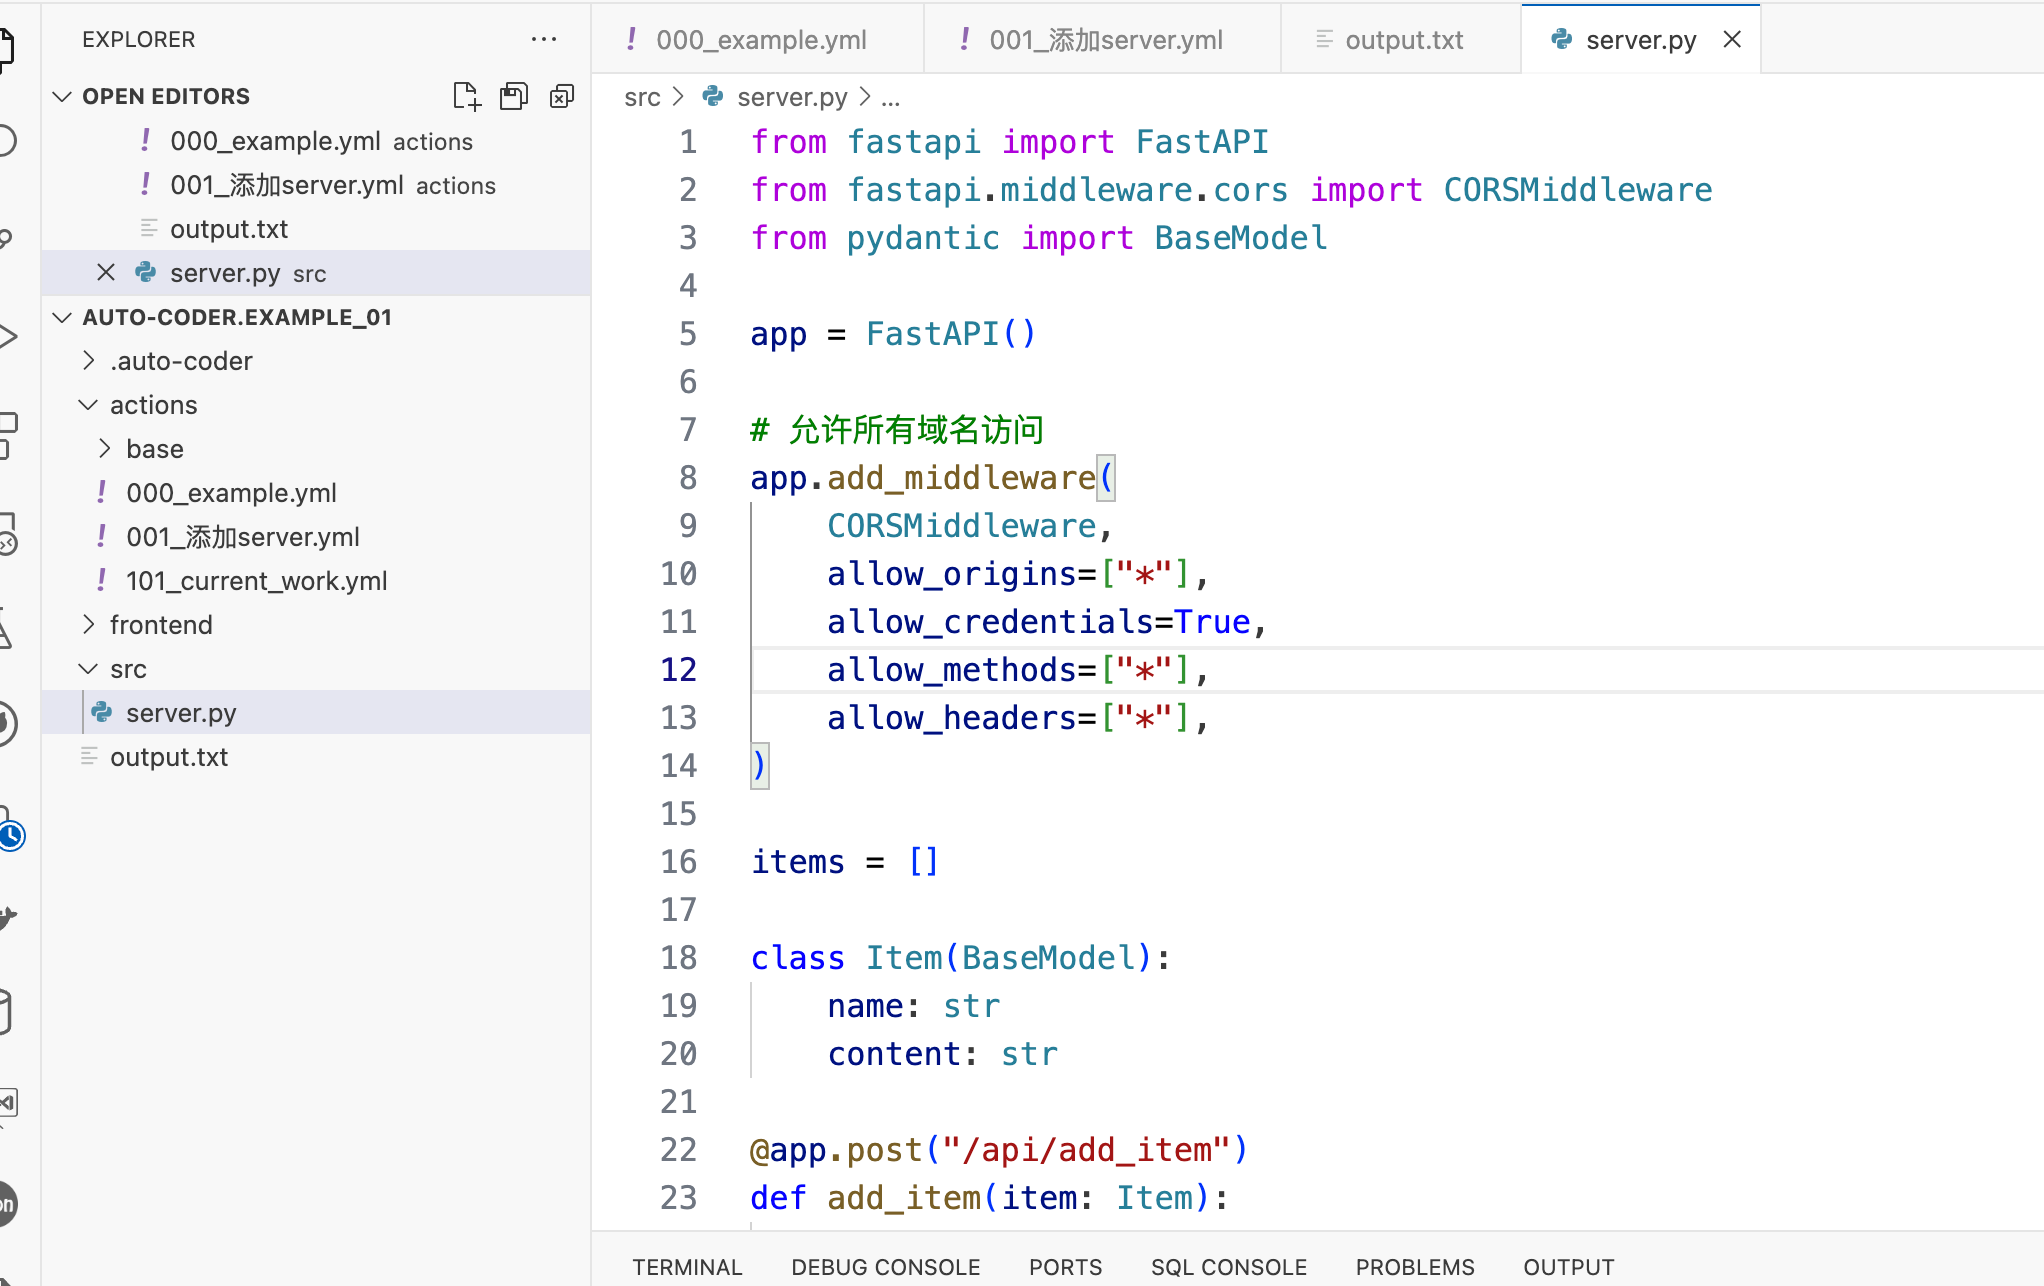 EXPLORER
OPEN EDITORS
000_example.yml actions
001_添加server.yml actions
output.txt
server.py src
AUTO-CODER.EXAMPLE_01
.auto-coder
actions
base
000_example.yml
001_添加server.yml
101_current_work.yml
frontend
src
server.py
output.txt
000_example.yml 001_添加server.yml output.txt server.py
src > server.py > ...
1 from fastapi import FastAPI
2 from fastapi.middleware.cors import CORSMiddleware
3 from pydantic import BaseModel
4
5 app = FastAPI()
6
7 # 允许所有域名访问
8 app.add_middleware(
9     CORSMiddleware,
10     allow_origins=["*"],
11     allow_credentials=True,
12     allow_methods=["*"],
13     allow_headers=["*"],
14 )
15
16 items = []
17
18 class Item(BaseModel):
19     name: str
20     content: str
21
22 @app.post("/api/add_item")
23 def add_item(item: Item):
TERMINAL DEBUG CONSOLE PORTS SQL CONSOLE PROBLEMS OUTPUT